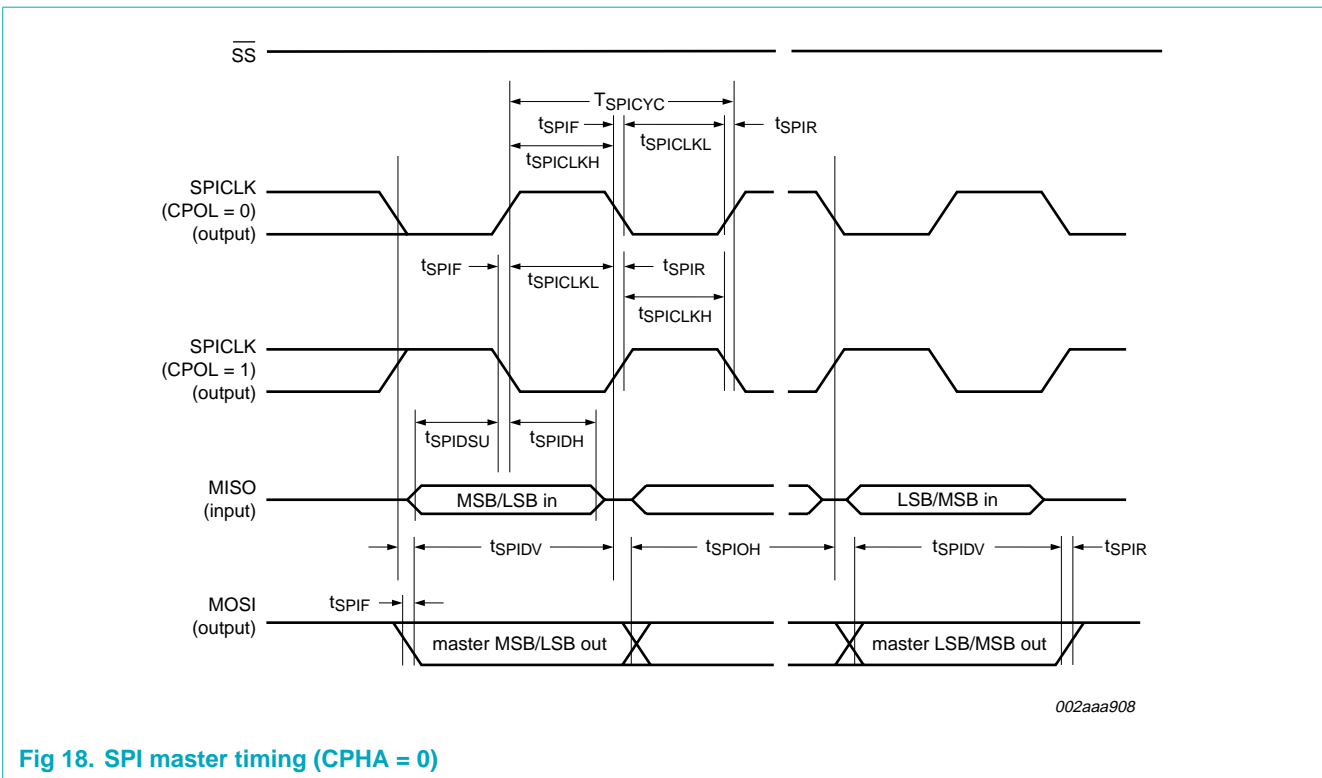 SS
TSPICYC
tSPIF
tSPICLKL
tSPIR
tSPICLKH
SPICLK
(CPOL = 0)
(output)
tSPIF
tSPICLKL
tSPIR
tSPICLKH
SPICLK
(CPOL = 1)
(output)
tSPIDSU
tSPIDH
MISO
(input)
MSB/LSB in
LSB/MSB in
tSPIDV
tSPIOH
tSPIDV
tSPIR
tSPIF
MOSI
(output)
master MSB/LSB out
master LSB/MSB out
002aaa908
Fig 18. SPI master timing (CPHA = 0)